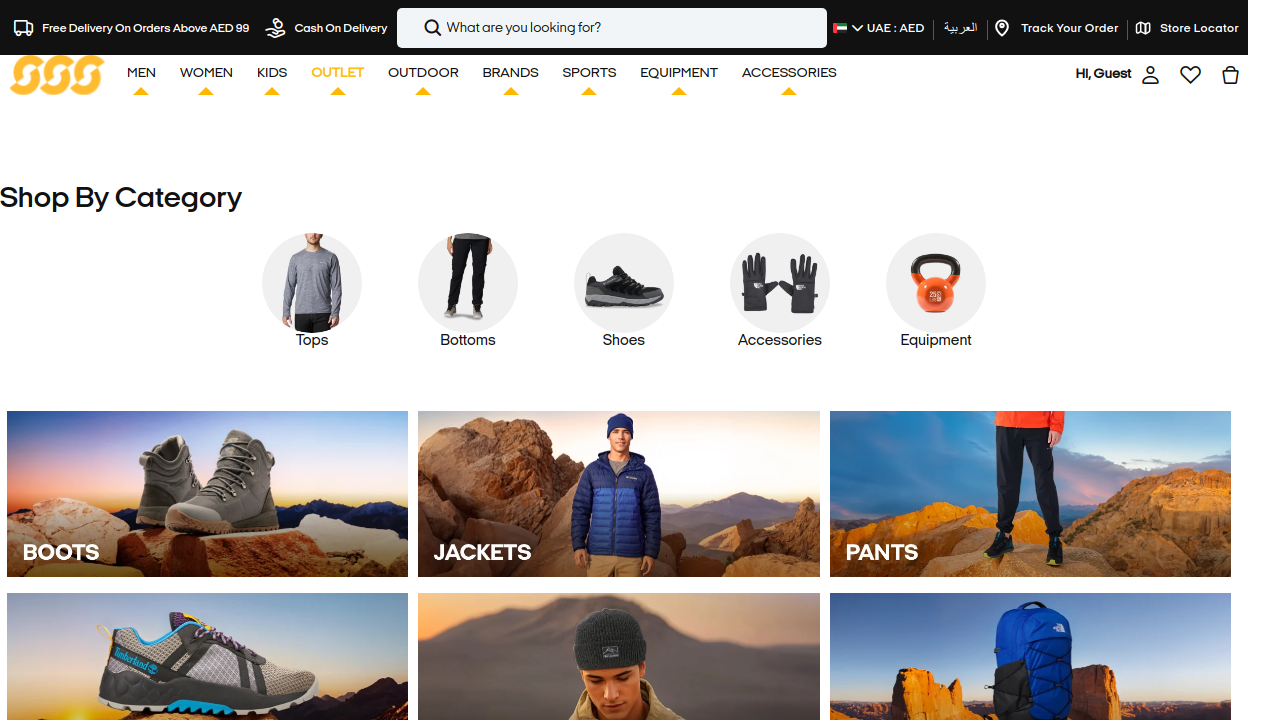 Free Delivery On Orders Above AED 99
Cash On Delivery
What are you looking for?
UAE : AED
العربية
Track Your Order
Store Locator
SSS
MEN
WOMEN
KIDS
OUTLET
OUTDOOR
BRANDS
SPORTS
EQUIPMENT
ACCESSORIES
Hi, Guest
Shop By Category
Tops
Bottoms
Shoes
Accessories
Equipment
BOOTS
JACKETS
PANTS
Timberland